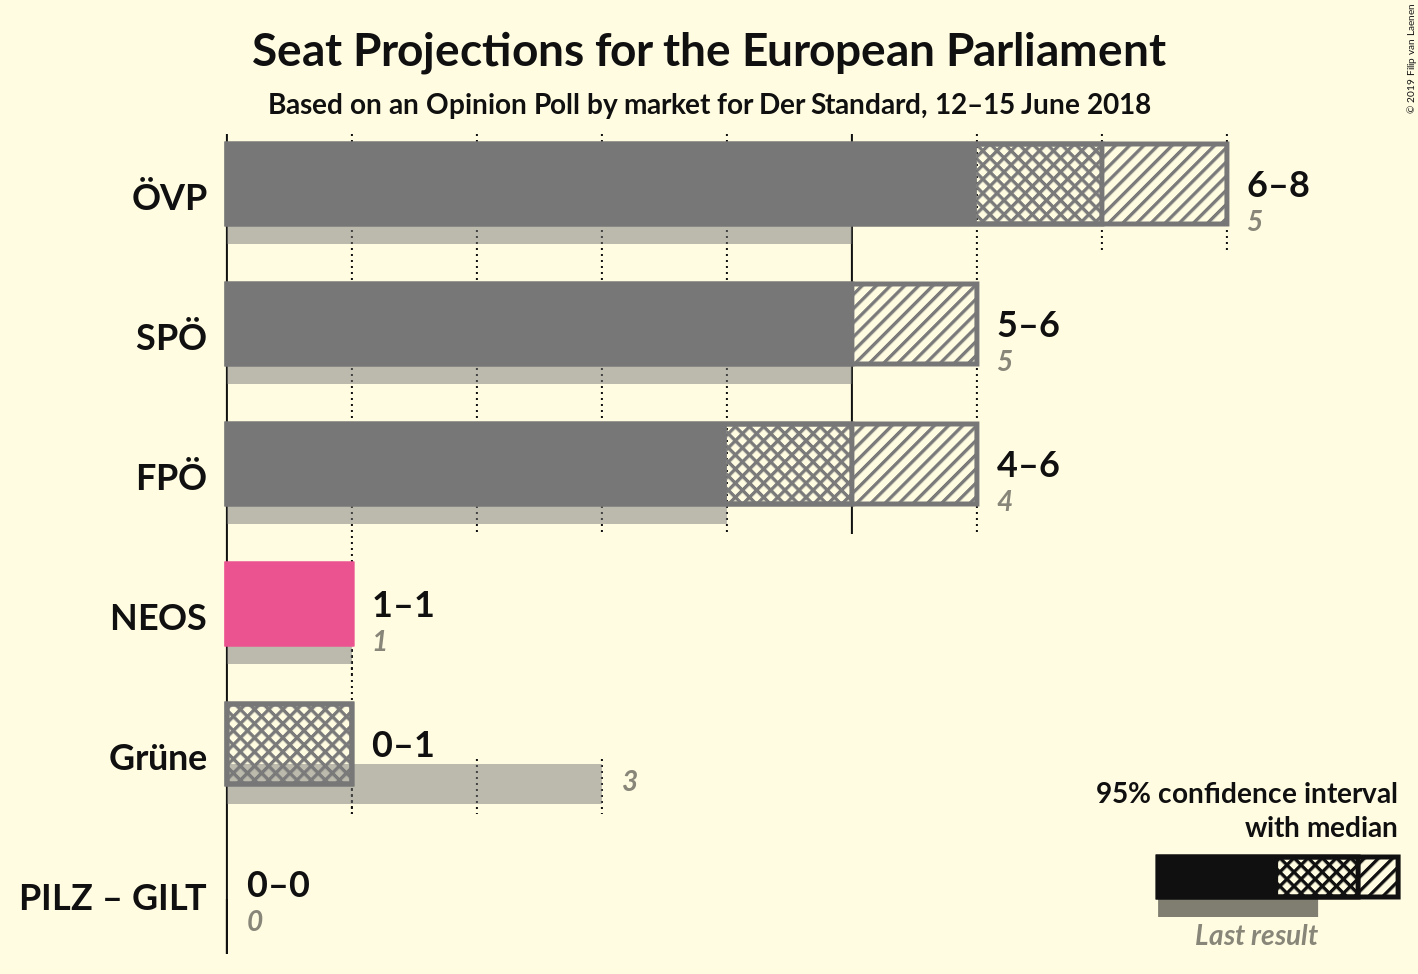 Seat Projections for the European Parliament
Based on an Opinion Poll by market for Der Standard, 12–15 June 2018
© 2019 Filip van Laenen
ÖVP
6–8
5
SPÖ
5–6
5
FPÖ
4–6
4
NEOS
1–1
1
Grüne
0–1
3
PILZ – GILT
0–0
0
95% confidence interval
with median
Last result